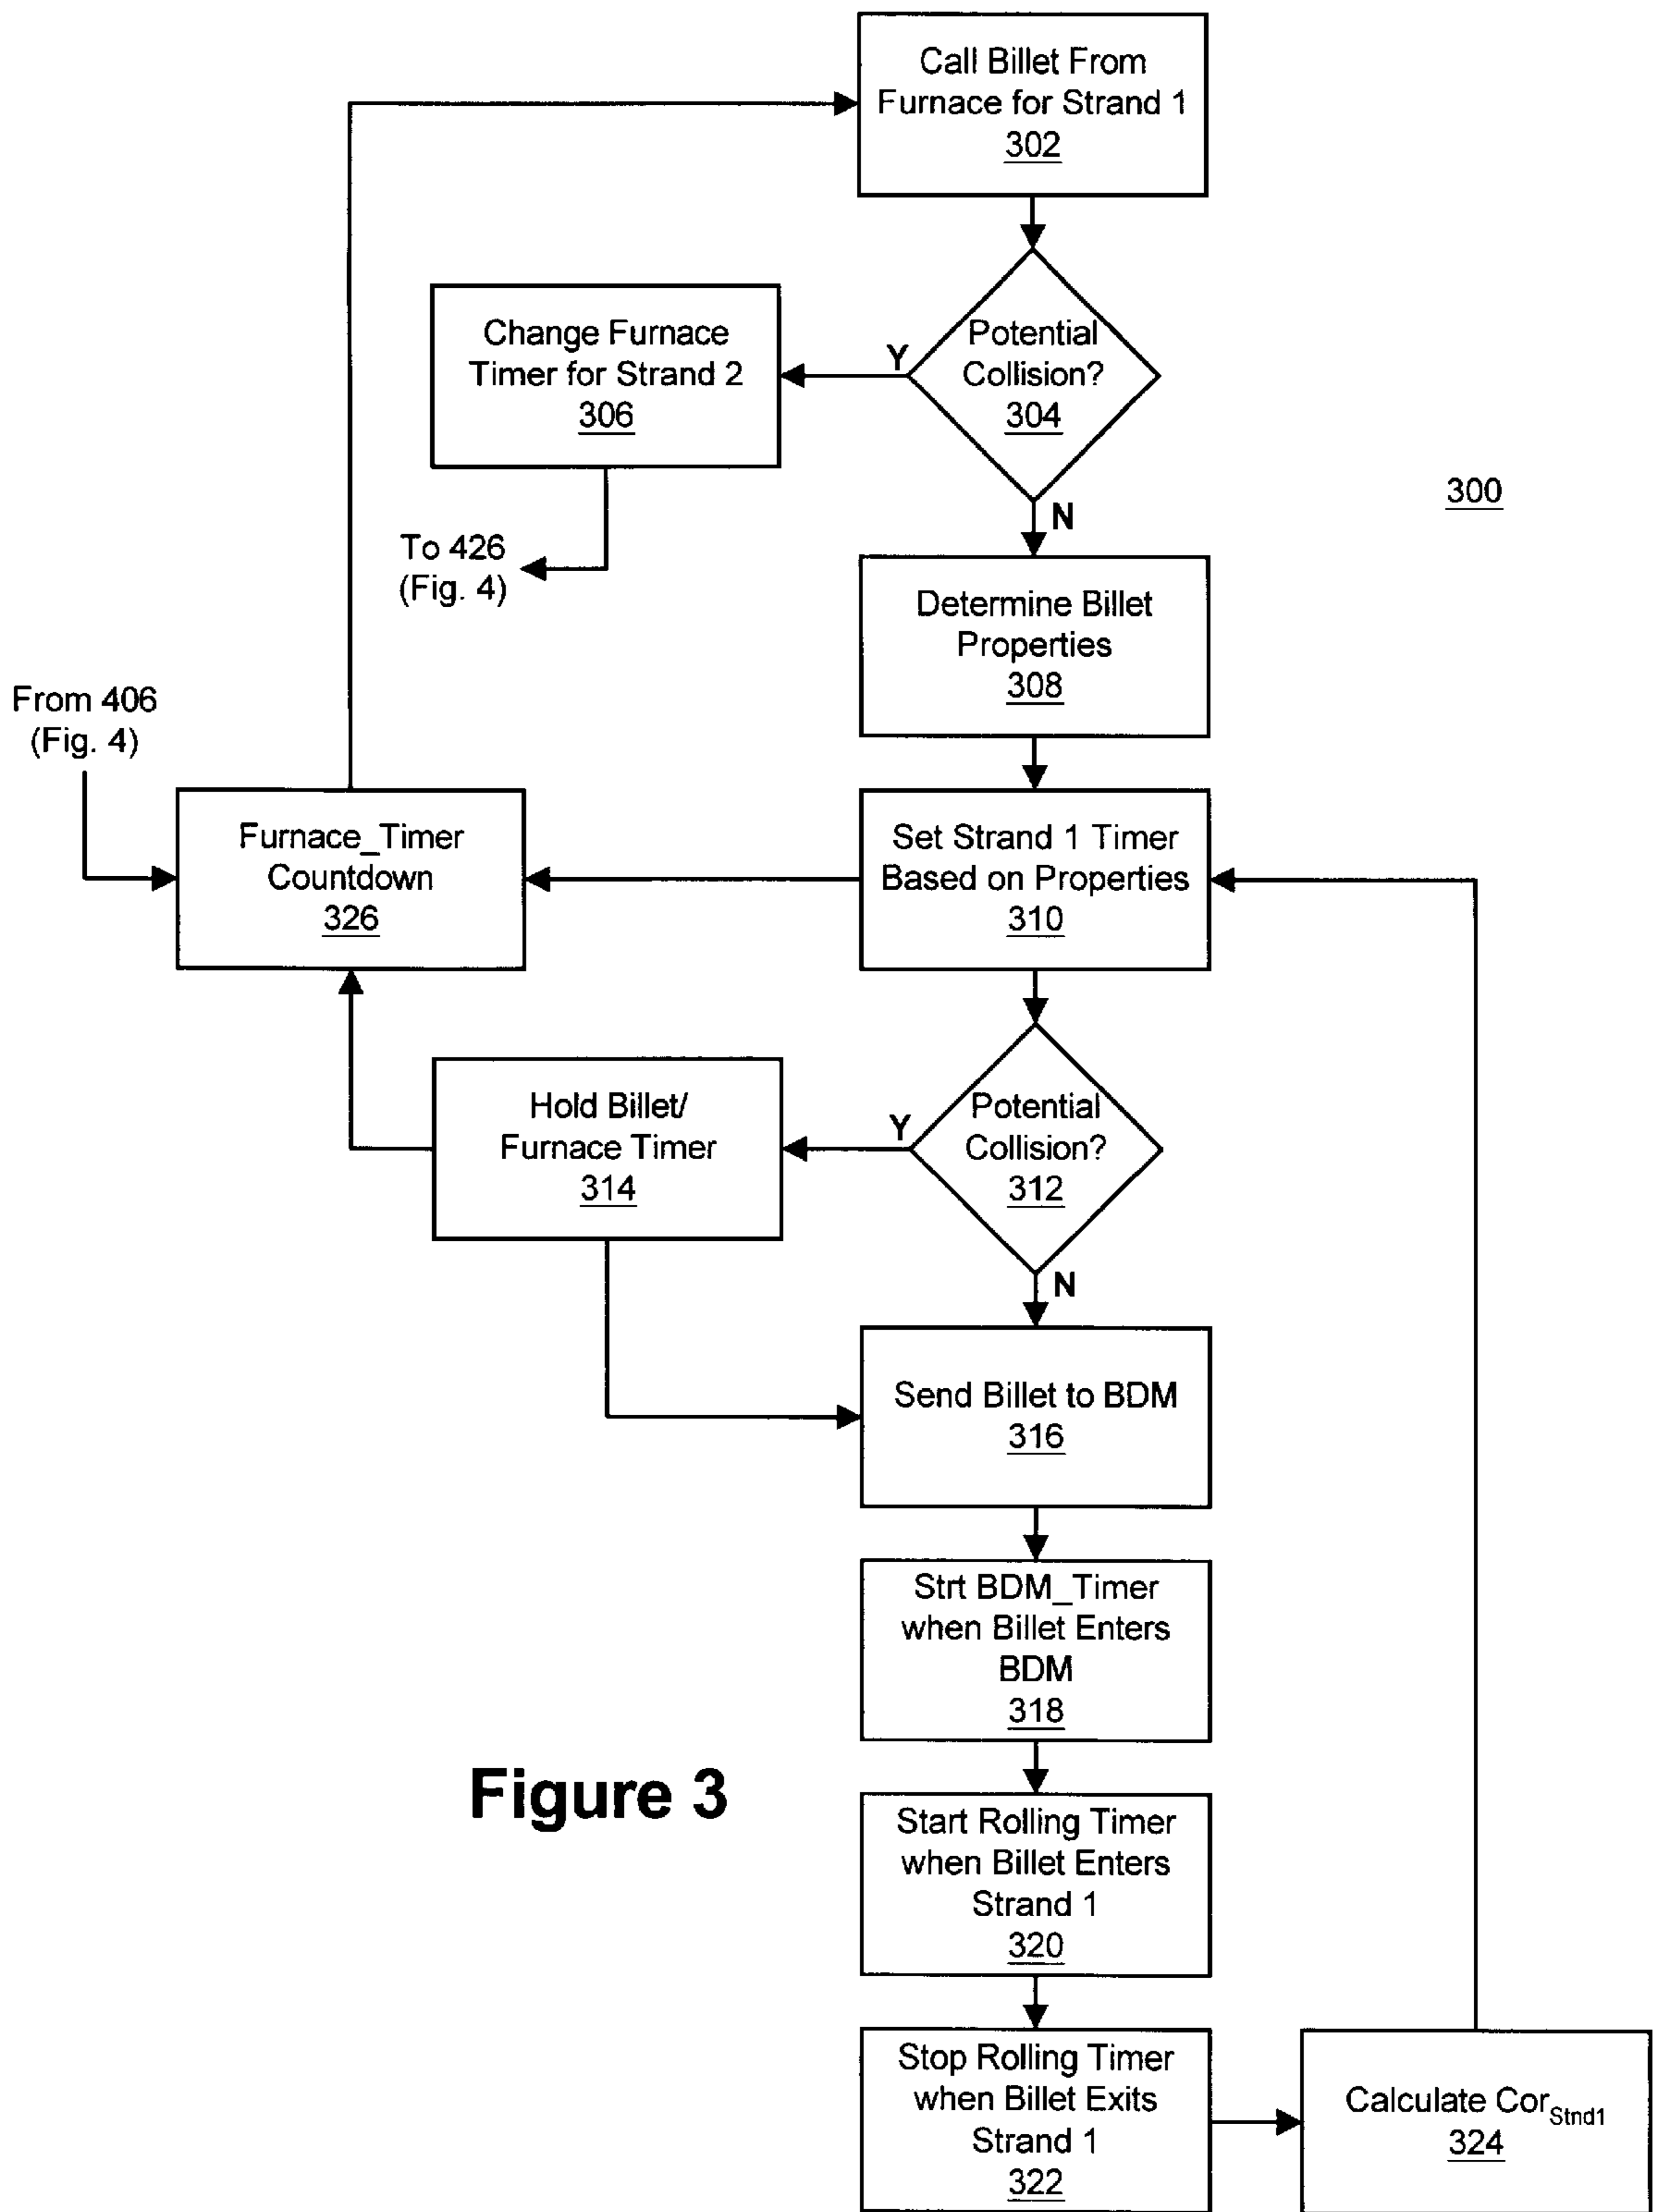 Call Billet From
Furnace for Strand 1
302
Potential
Collision?
304
Y
N
Change Furnace
Timer for Strand 2
306
To 426
(Fig. 4)
300
Determine Billet
Properties
308
From 406
(Fig. 4)
Furnace_Timer
Countdown
326
Set Strand 1 Timer
Based on Properties
310
Hold Billet/
Furnace Timer
314
Y
Potential
Collision?
312
N
Send Billet to BDM
316
Strt BDM_Timer
when Billet Enters
BDM
318
Figure 3
Start Rolling Timer
when Billet Enters
Strand 1
320
Stop Rolling Timer
when Billet Exits
Strand 1
322
Calculate Cor Stnd1
324